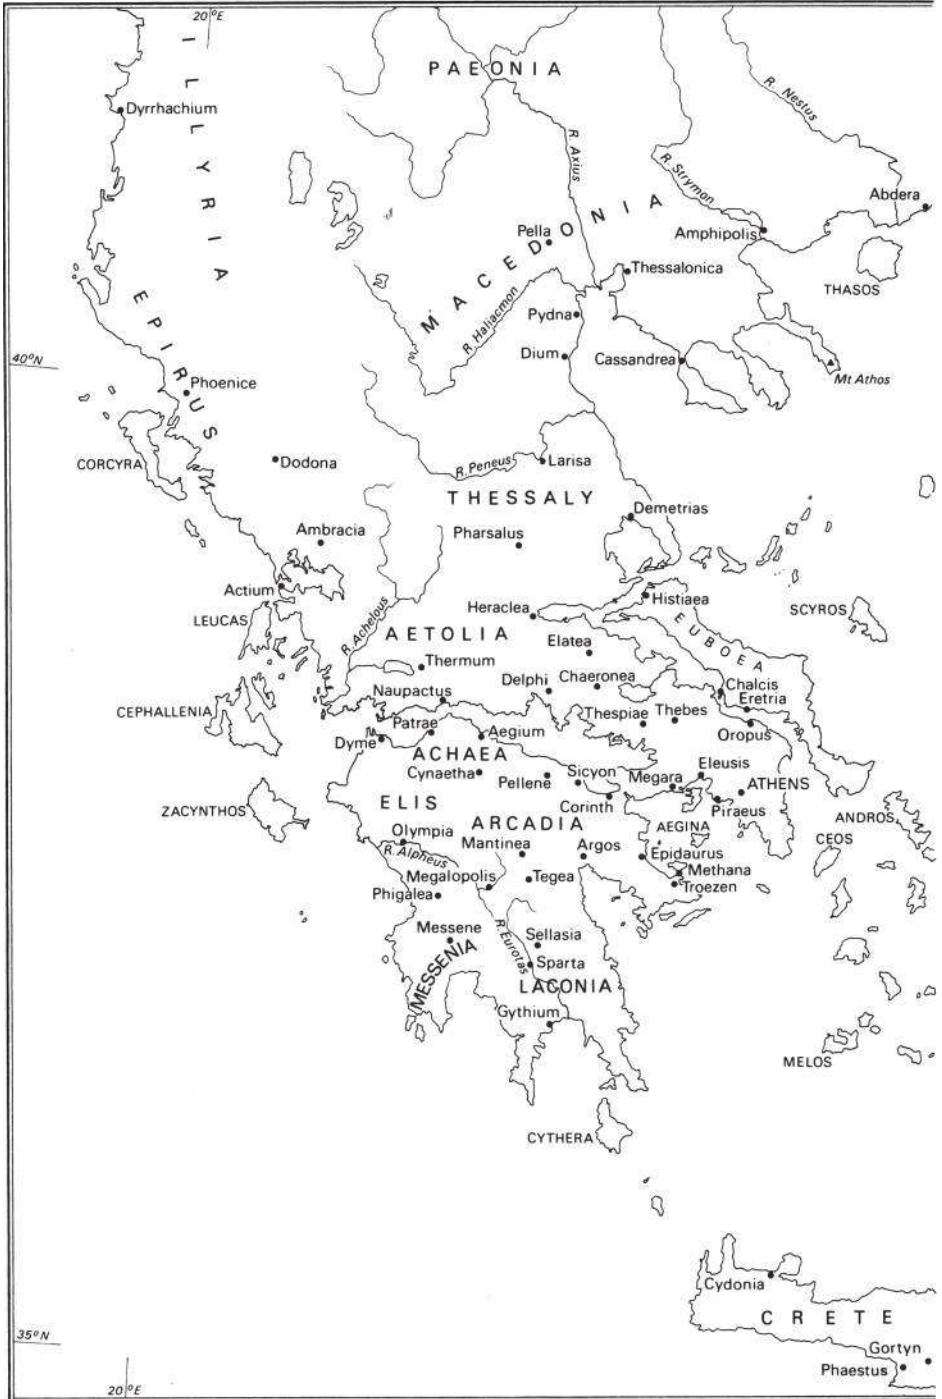 20°E
ILLYRIA
PAEONIA
R. Nestus
Dyrrhachium
R. Axius
R. Strymon
Abdera
MACEDONIA
Pella
Amphipolis
Thessalonica
THASOS
EPIRUS
R. Haliacmon
Pydna
40°N
Dium
Cassandrea
Mt Athos
Phoenice
CORCYRA
Dodona
R. Peneus
Larisa
THESSALY
Demetrias
Ambracia
Pharsalus
Actium
Histiaea
LEUCAS
Heraclea
SCYROS
R. Achelous
AETOLIA
EUBOEA
Elatea
Thermum
Delphi
Chaeronea
Chalcis
Naupactus
Eretria
CEPHALLENIA
Patrae
Thespiae
Thebes
Dyme
Aegium
Oropus
ACHAEA
Cynaetha
Pellene
Sicyon
Megara
Eleusis
ATHENS
ZACYNTHOS
ELIS
Corinth
Piraeus
ANDROS
ARCADIA
AEGINA
Olympia
CEOS
R. Alpheus
Mantinea
Argos
Epidaurus
Megalopolis
Tegea
Methana
Phigalea
Troezen
Messene
R. Eurotas
Sellasia
MESSENIA
Sparta
LACONIA
Gythium
MELOS
CYTHERA
Cydonia
CRETE
35°N
Gortyn
Phaestus
20°E